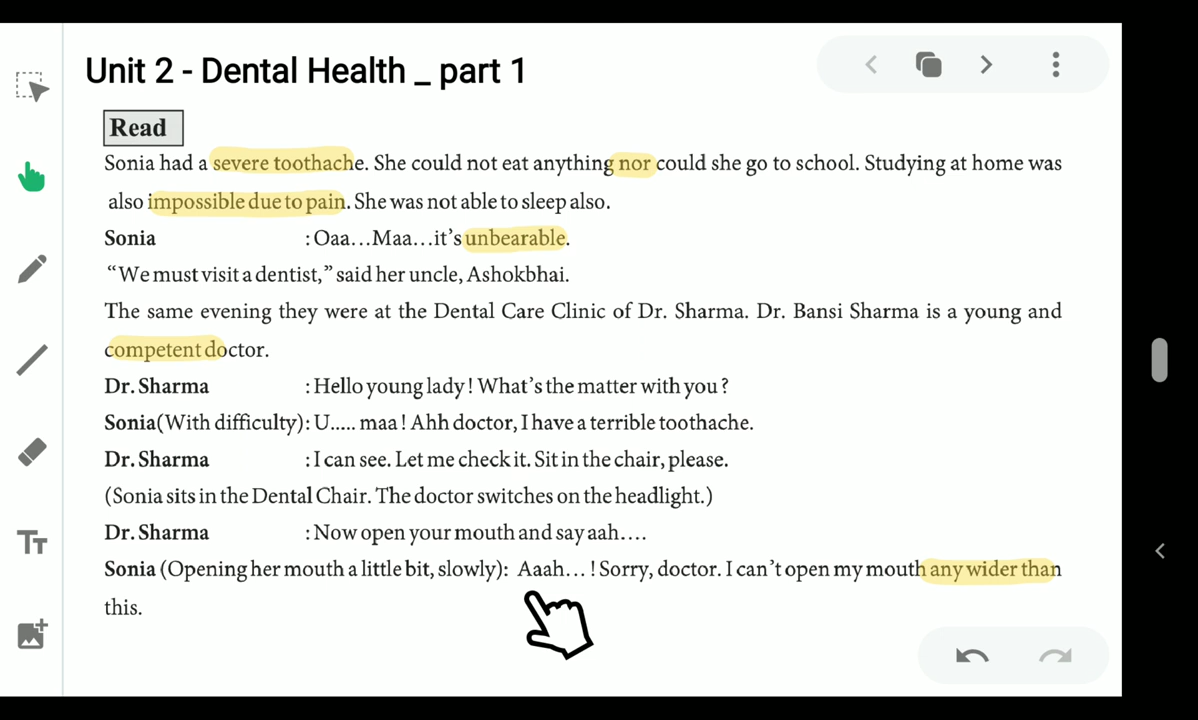 Unit 2 - Dental Health _ part 1
Read
Sonia had a severe toothache. She could not eat anything nor could she go to school. Studying at home was
also impossible due to pain. She was not able to sleep also.
Sonia : Oaa...Maa...it's unbearable.
“We must visit a dentist,” said her uncle, Ashokbhai.
The same evening they were at the Dental Care Clinic of Dr. Sharma. Dr. Bansi Sharma is a young and
competent doctor.
Dr. Sharma : Hello young lady! What's the matter with you?
Sonia(With difficulty): U..... maa! Ahh doctor, I have a terrible toothache.
Dr. Sharma : I can see. Let me check it. Sit in the chair, please.
(Sonia sits in the Dental Chair. The doctor switches on the headlight.)
Dr. Sharma : Now open your mouth and say aah....
Sonia (Opening her mouth a little bit, slowly): Aaah...! Sorry, doctor. I can't open my mouth any wider than
this.
TT